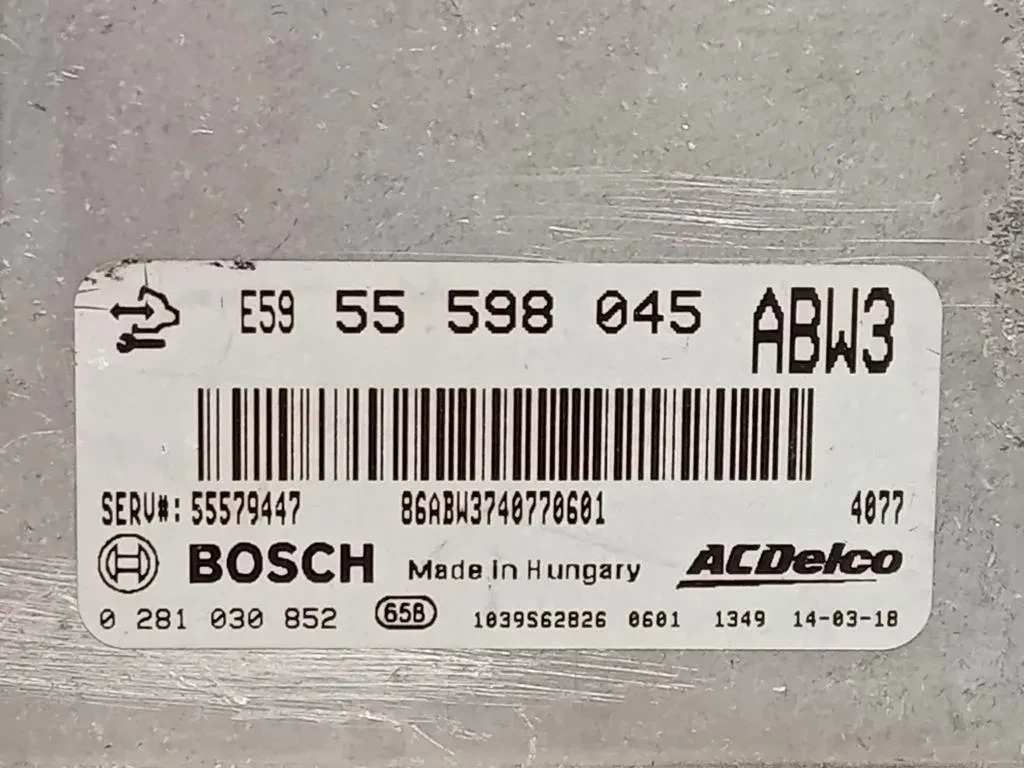 E59 55 598 045 ABW3
SERV#: 55579447 86ABW3740770601 4077
BOSCH Made in Hungary ACDelco
0 281 030 852 65B 1039S62826 0601 1349 14-03-18